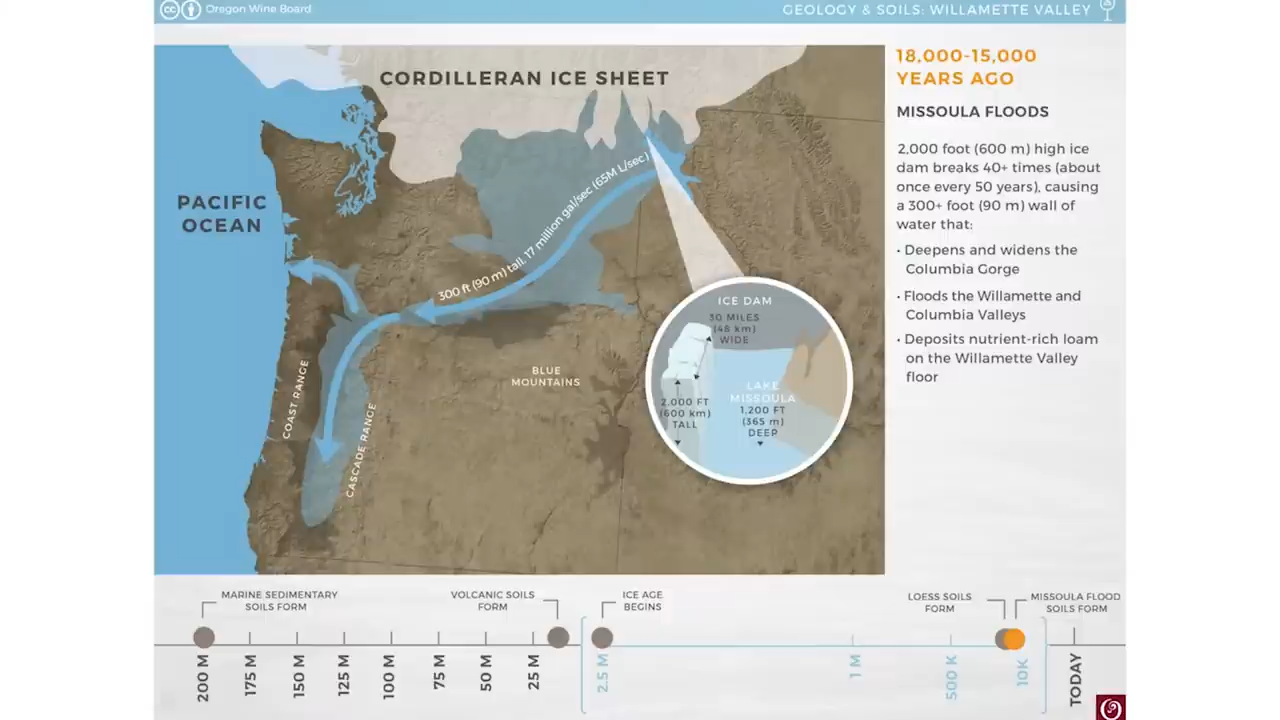 Oregon Wine Board
GEOLOGY & SOILS: WILLAMETTE VALLEY
CORDILLERAN ICE SHEET
PACIFIC
OCEAN
300 ft (90 m) tall, 17 million gal/sec (65M L/sec)
COAST RANGE
CASCADE RANGE
BLUE
MOUNTAINS
ICE DAM
30 MILES
(48 km)
WIDE
2,000 FT
(600 km)
TALL
LAKE
MISSOULA
1,200 FT
(365 m)
DEEP
18,000-15,000
YEARS AGO
MISSOULA FLOODS
2,000 foot (600 m) high ice
dam breaks 40+ times (about
once every 50 years), causing
a 300+ foot (90 m) wall of
water that:
• Deepens and widens the
Columbia Gorge
• Floods the Willamette and
Columbia Valleys
• Deposits nutrient-rich loam
on the Willamette Valley
floor
MARINE SEDIMENTARY
SOILS FORM
VOLCANIC SOILS
FORM
ICE AGE
BEGINS
LOESS SOILS
FORM
MISSOULA FLOOD
SOILS FORM
200 M
175 M
150 M
125 M
100 M
75 M
50 M
25 M
2.5 M
1 M
500 K
10K
TODAY